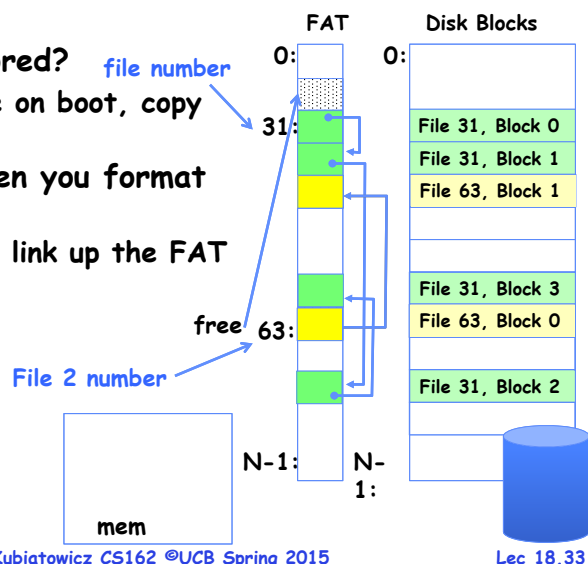 FAT
Disk Blocks
red?
file number
0:
0:
e on boot, copy
31:
File 31, Block 0
File 31, Block 1
en you format
File 63, Block 1
link up the FAT
File 31, Block 3
free
63:
File 63, Block 0
File 2 number
File 31, Block 2
N-1:
N-
1:
mem
Kubiatowicz CS162 ©UCB Spring 2015
Lec 18.33